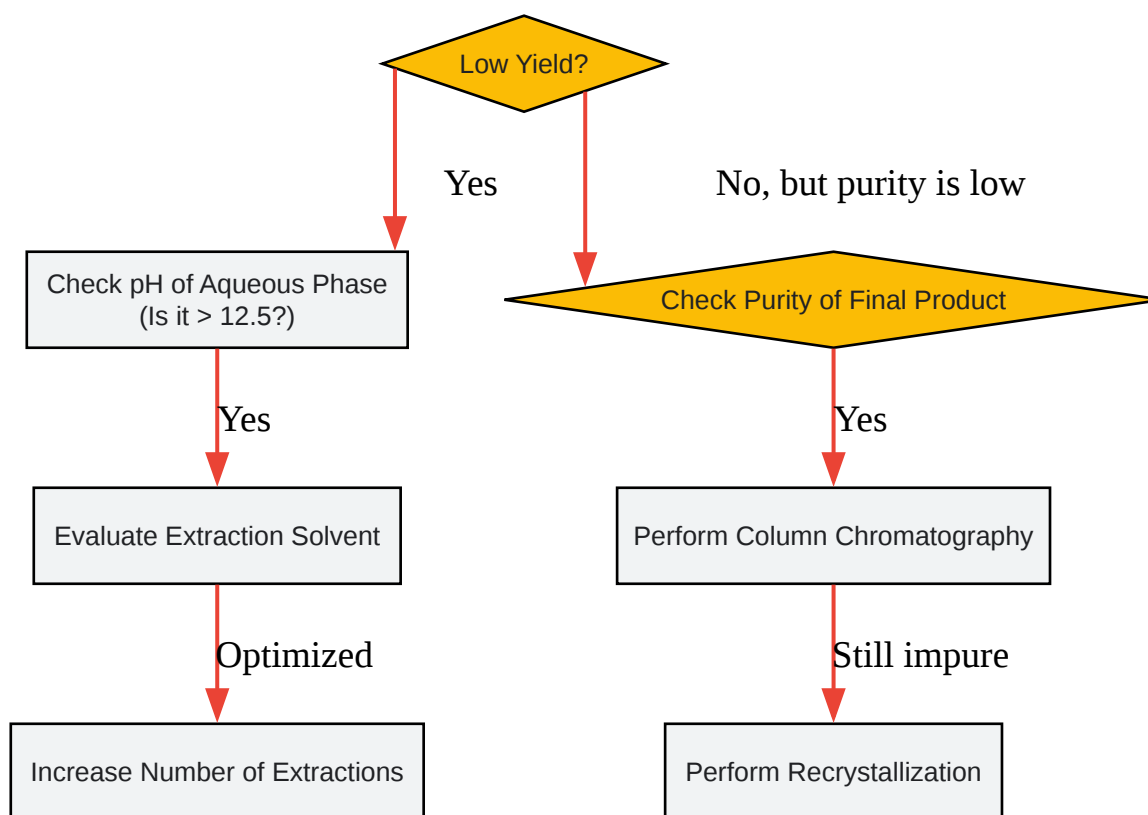 Low Yield?
Yes
No, but purity is low
Check pH of Aqueous Phase
(Is it > 12.5?)
Check Purity of Final Product
Yes
Yes
Evaluate Extraction Solvent
Perform Column Chromatography
Optimized
Still impure
Increase Number of Extractions
Perform Recrystallization